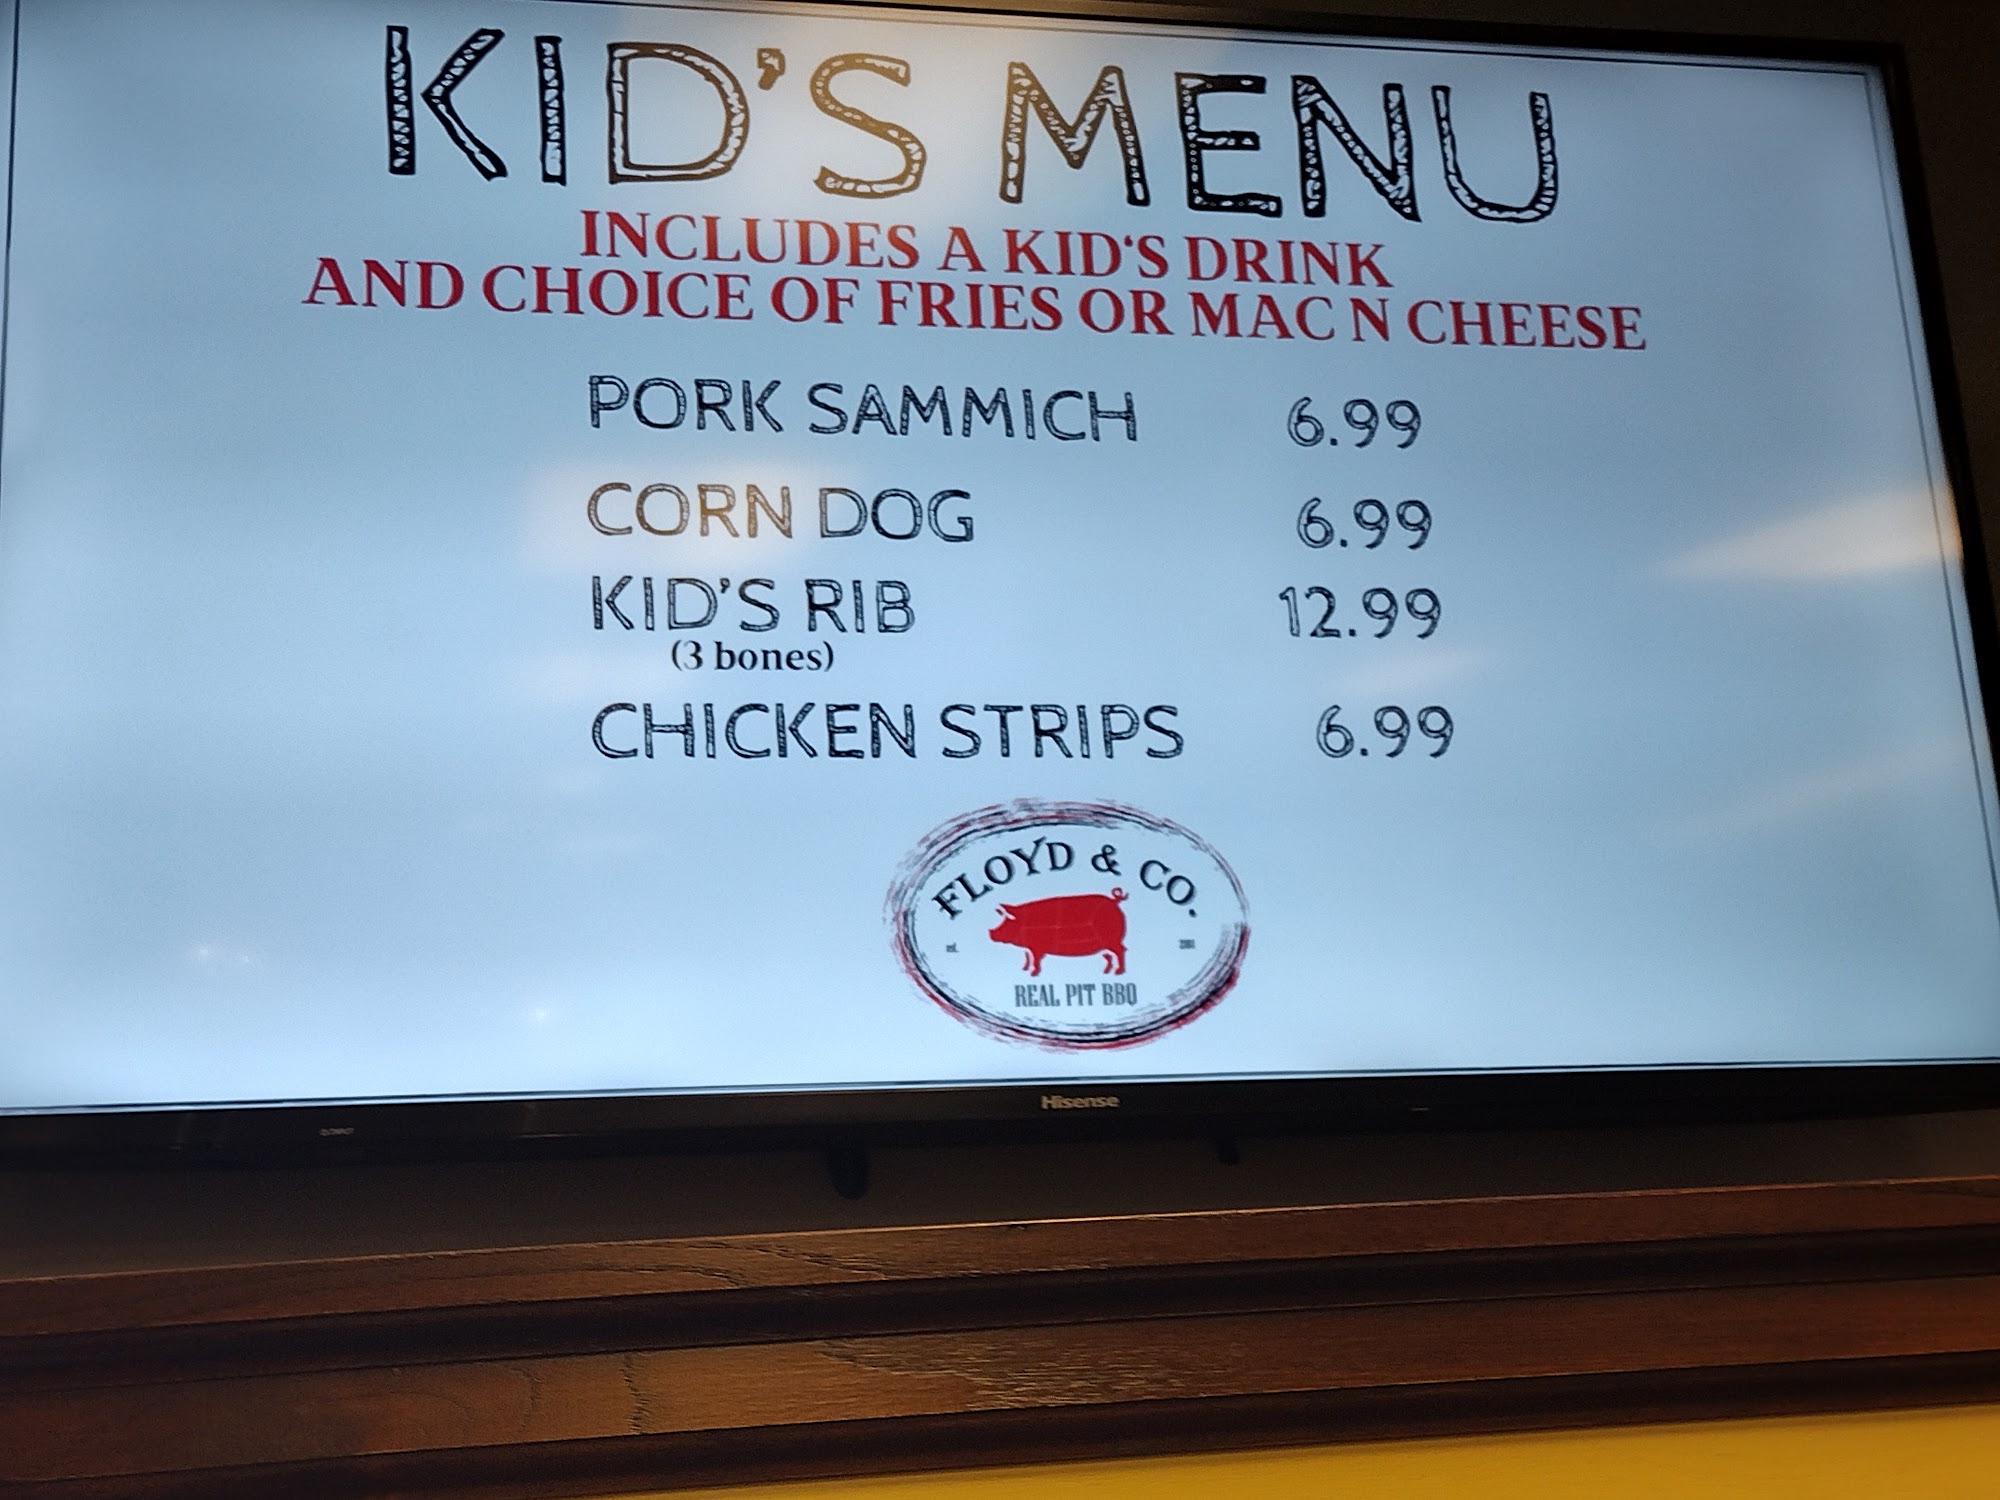 KID'S MENU
INCLUDES A KID'S DRINK
AND CHOICE OF FRIES OR MAC N CHEESE
PORK SAMMICH 6.99
CORN DOG 6.99
KID'S RIB 12.99
(3 bones)
CHICKEN STRIPS 6.99
FLOYD & CO.
REAL PIT BBQ
Hisense